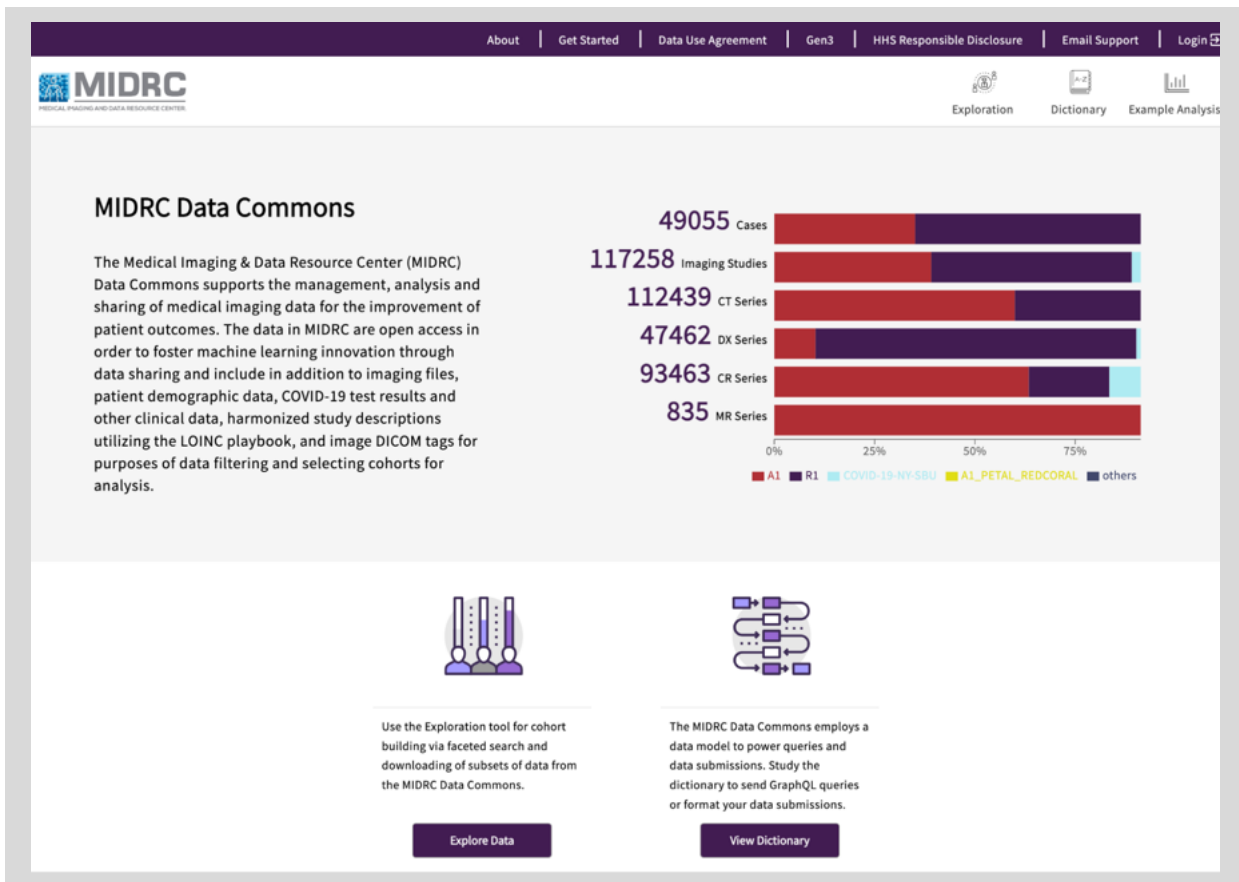 About | Get Started | Data Use Agreement | Gen3 | HHS Responsible Disclosure | Email Support | Login
MIDRC
MEDICAL IMAGING AND DATA RESOURCE CENTER
Exploration Dictionary Example Analysis
A-Z
MIDRC Data Commons
The Medical Imaging & Data Resource Center (MIDRC)
Data Commons supports the management, analysis and
sharing of medical imaging data for the improvement of
patient outcomes. The data in MIDRC are open access in
order to foster machine learning innovation through
data sharing and include in addition to imaging files,
patient demographic data, COVID-19 test results and
other clinical data, harmonized study descriptions
utilizing the LOINC playbook, and image DICOM tags for
purposes of data filtering and selecting cohorts for
analysis.
49055 Cases
117258 Imaging Studies
112439 CT Series
47462 DX Series
93463 CR Series
835 MR Series
0% 25% 50% 75%
A1 R1 COVID-19-NY-SBU A1_PETAL_REDCORAL others
Use the Exploration tool for cohort
building via faceted search and
downloading of subsets of data from
the MIDRC Data Commons.
Explore Data
The MIDRC Data Commons employs a
data model to power queries and
data submissions. Study the
dictionary to send GraphQL queries
or format your data submissions.
View Dictionary